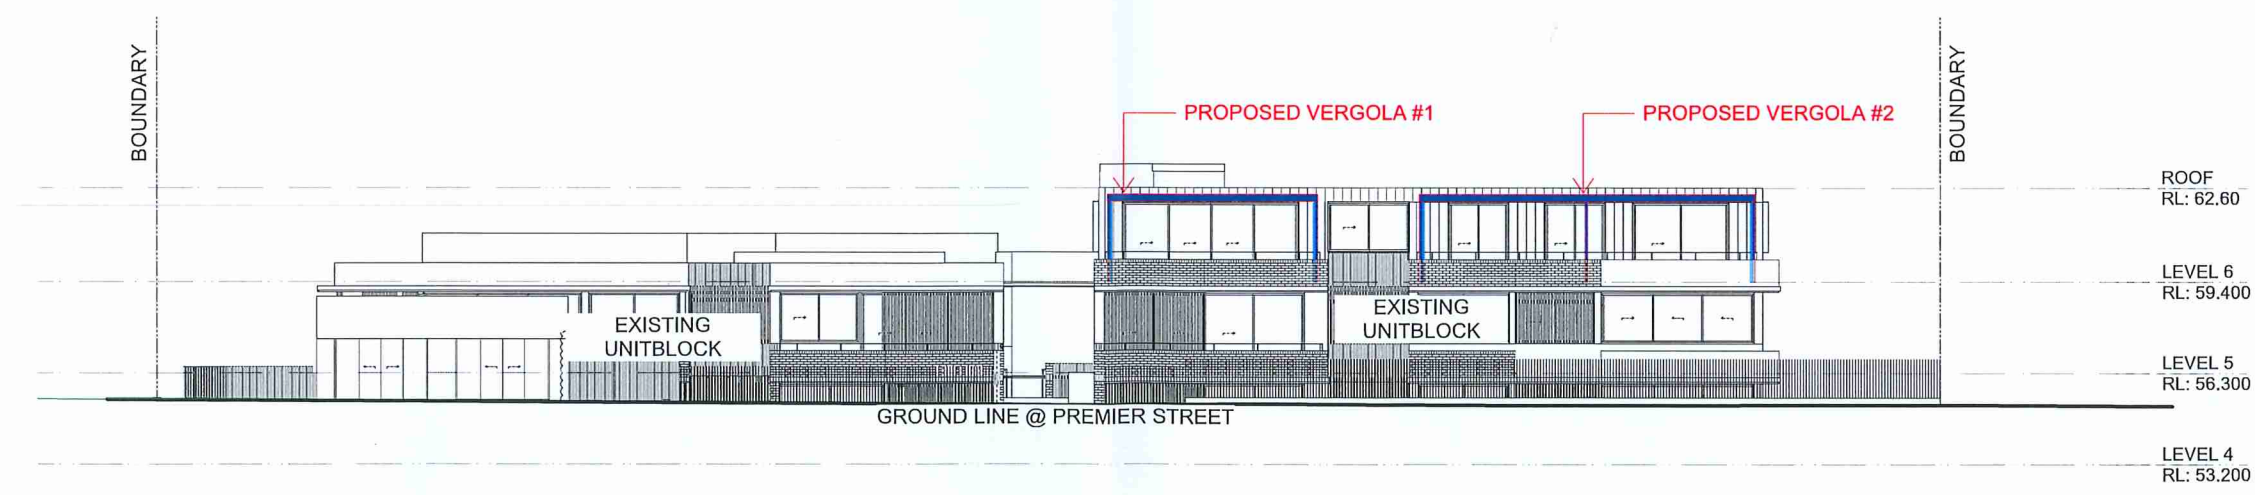 BOUNDARY
PROPOSED VERGOLA #1
PROPOSED VERGOLA #2
BOUNDARY
ROOF
RL: 62.60
LEVEL 6
RL: 59.400
EXISTING
UNITBLOCK
EXISTING
UNITBLOCK
LEVEL 5
RL: 56.300
GROUND LINE @ PREMIER STREET
LEVEL 4
RL: 53.200